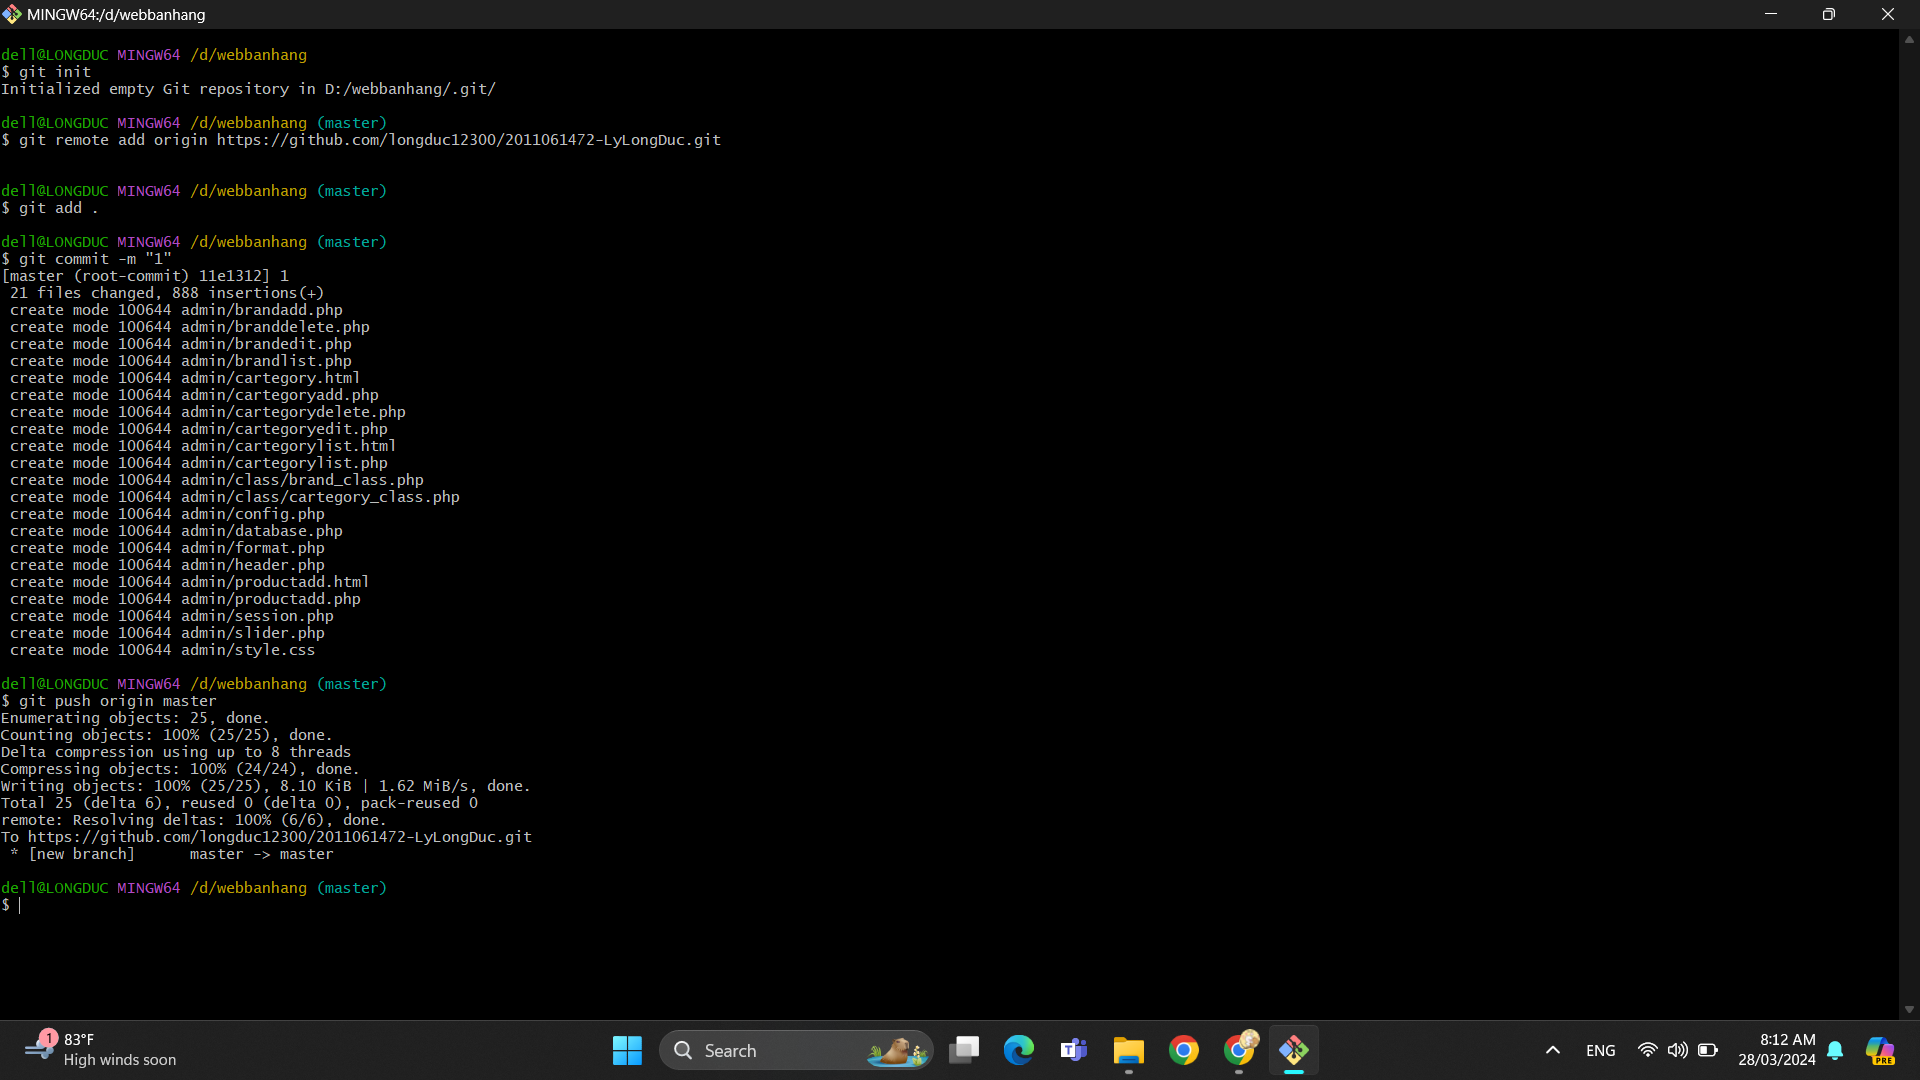 MINGW64:/d/webbanhang
dell@LONGDUC MINGW64 /d/webbanhang
$ git init
Initialized empty Git repository in D:/webbanhang/.git/
dell@LONGDUC MINGW64 /d/webbanhang (master)
$ git remote add origin https://github.com/longduc12300/2011061472-LyLongDuc.git
dell@LONGDUC MINGW64 /d/webbanhang (master)
$ git add .
dell@LONGDUC MINGW64 /d/webbanhang (master)
$ git commit -m "1"
[master (root-commit) 11e1312] 1
 21 files changed, 888 insertions(+)
 create mode 100644 admin/brandadd.php
 create mode 100644 admin/branddelete.php
 create mode 100644 admin/brandedit.php
 create mode 100644 admin/brandlist.php
 create mode 100644 admin/cartegory.html
 create mode 100644 admin/cartegoryadd.php
 create mode 100644 admin/cartegorydelete.php
 create mode 100644 admin/cartegoryedit.php
 create mode 100644 admin/cartegorylist.html
 create mode 100644 admin/cartegorylist.php
 create mode 100644 admin/class/brand_class.php
 create mode 100644 admin/class/cartegory_class.php
 create mode 100644 admin/config.php
 create mode 100644 admin/database.php
 create mode 100644 admin/format.php
 create mode 100644 admin/header.php
 create mode 100644 admin/productadd.html
 create mode 100644 admin/productadd.php
 create mode 100644 admin/session.php
 create mode 100644 admin/slider.php
 create mode 100644 admin/style.css
dell@LONGDUC MINGW64 /d/webbanhang (master)
$ git push origin master
Enumerating objects: 25, done.
Counting objects: 100% (25/25), done.
Delta compression using up to 8 threads
Compressing objects: 100% (24/24), done.
Writing objects: 100% (25/25), 8.10 KiB | 1.62 MiB/s, done.
Total 25 (delta 6), reused 0 (delta 0), pack-reused 0
remote: Resolving deltas: 100% (6/6), done.
To https://github.com/longduc12300/2011061472-LyLongDuc.git
 * [new branch]      master -> master
dell@LONGDUC MINGW64 /d/webbanhang (master)
$
1
83°F
High winds soon
Search
ENG
8:12 AM
28/03/2024
PRE